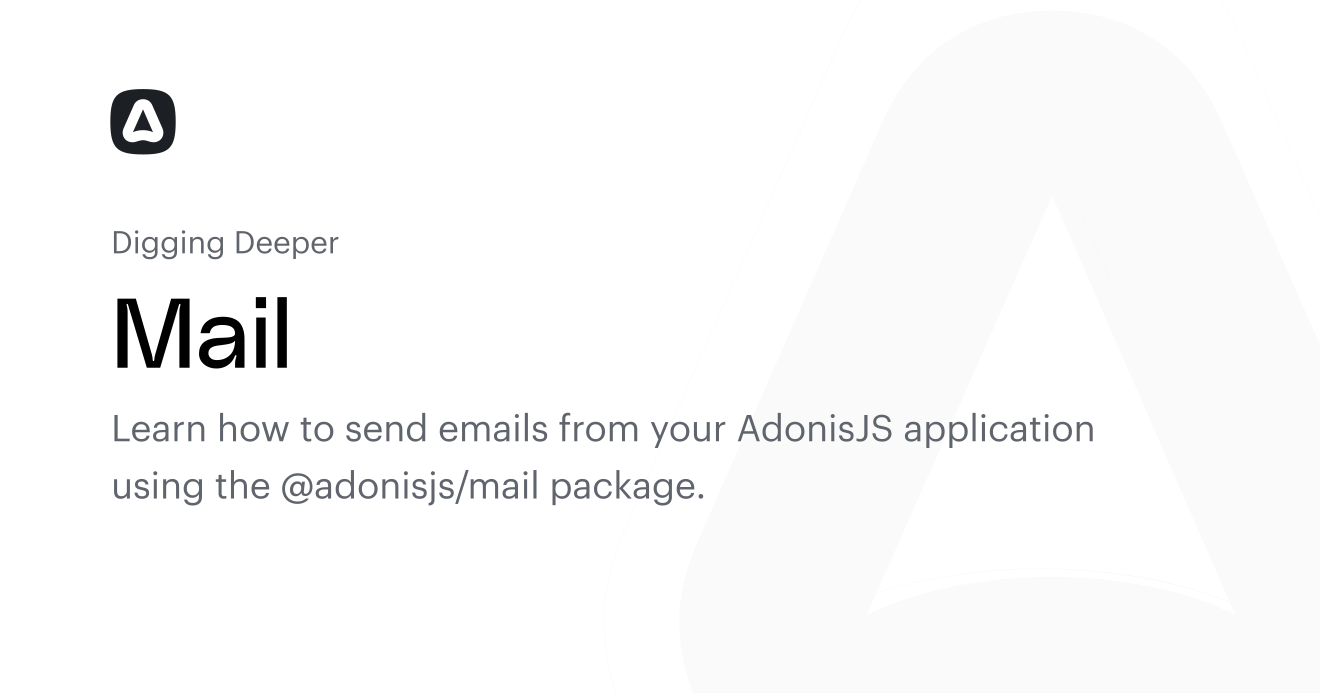 Digging Deeper
Mail
Learn how to send emails from your AdonisJS application
using the @adonisjs/mail package.